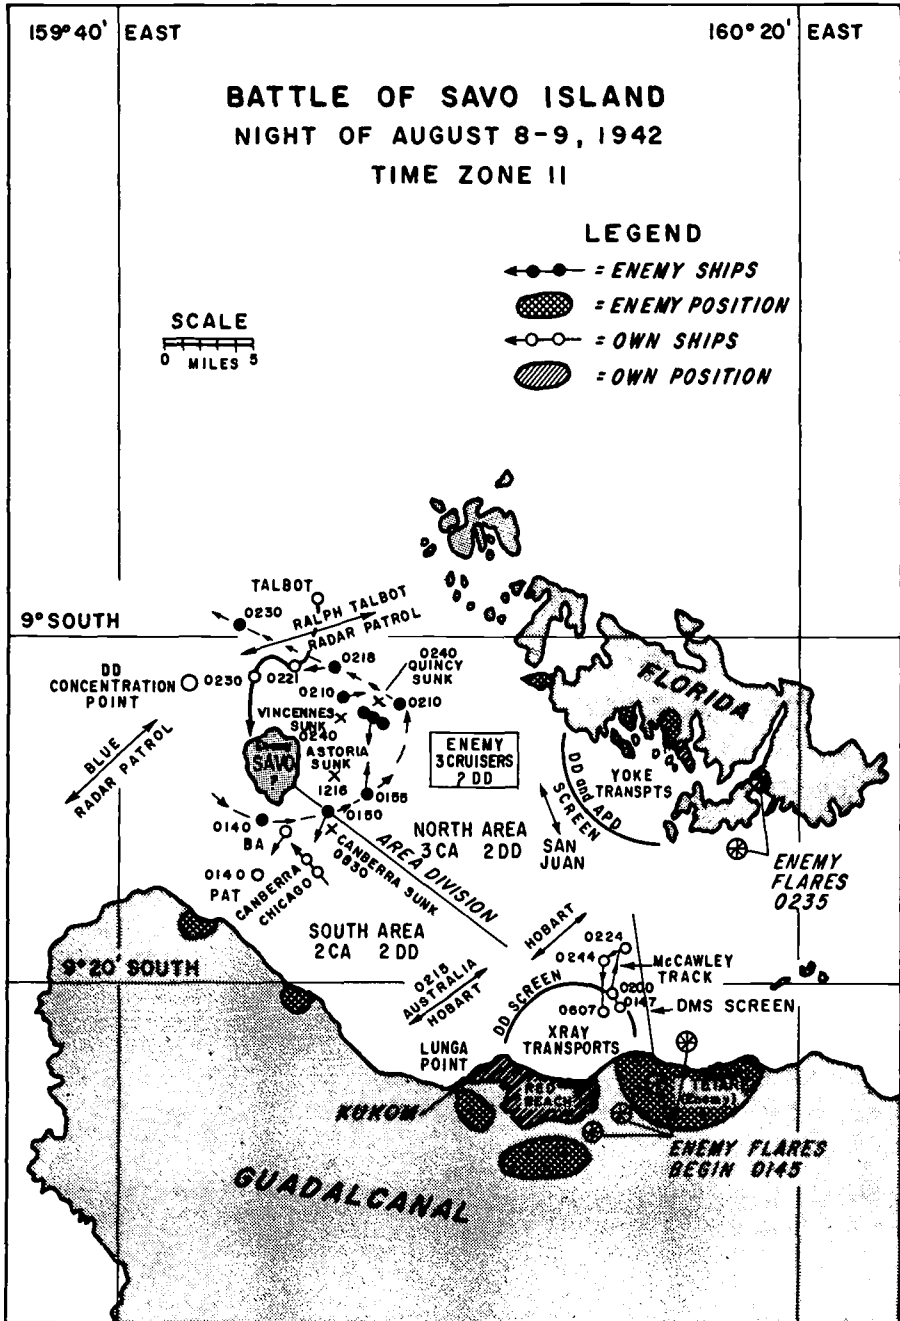 159°40' EAST
160°20' EAST
BATTLE OF SAVO ISLAND
NIGHT OF AUGUST 8-9, 1942
TIME ZONE 11
LEGEND
= ENEMY SHIPS
= ENEMY POSITION
= OWN SHIPS
= OWN POSITION
SCALE
0 MILES 5
TALBOT
0230
RALPH TALBOT
RADAR PATROL
9° SOUTH
DD
CONCENTRATION
POINT
0230
0221
0218
0240
QUINCY
SUNK
0210
0210
VINCENNES
SUNK
0240
ASTORIA
SUNK
1216
BLUE
RADAR PATROL
SAVO
ENEMY
3 CRUISERS
2 DD
FLORIDA
YOKE
TRANSPTS
DD and APD
SCREEN
0155
0150
0140
BA
NORTH AREA
3 CA 2 DD
SAN
JUAN
AREA DIVISION
CANBERRA SUNK
0830
0140
PAT
CANBERRA
CHICAGO
ENEMY
FLARES
0235
SOUTH AREA
2 CA 2 DD
HOBART
0224
0244
McCAWLEY
TRACK
9°20' SOUTH
0215
AUSTRALIA
HOBART
DD SCREEN
0200
0147
0607
DMS SCREEN
XRAY
TRANSPORTS
LUNGA
POINT
RED
BEACH
(Enemy)
KUKOM
ENEMY FLARES
BEGIN 0145
GUADALCANAL